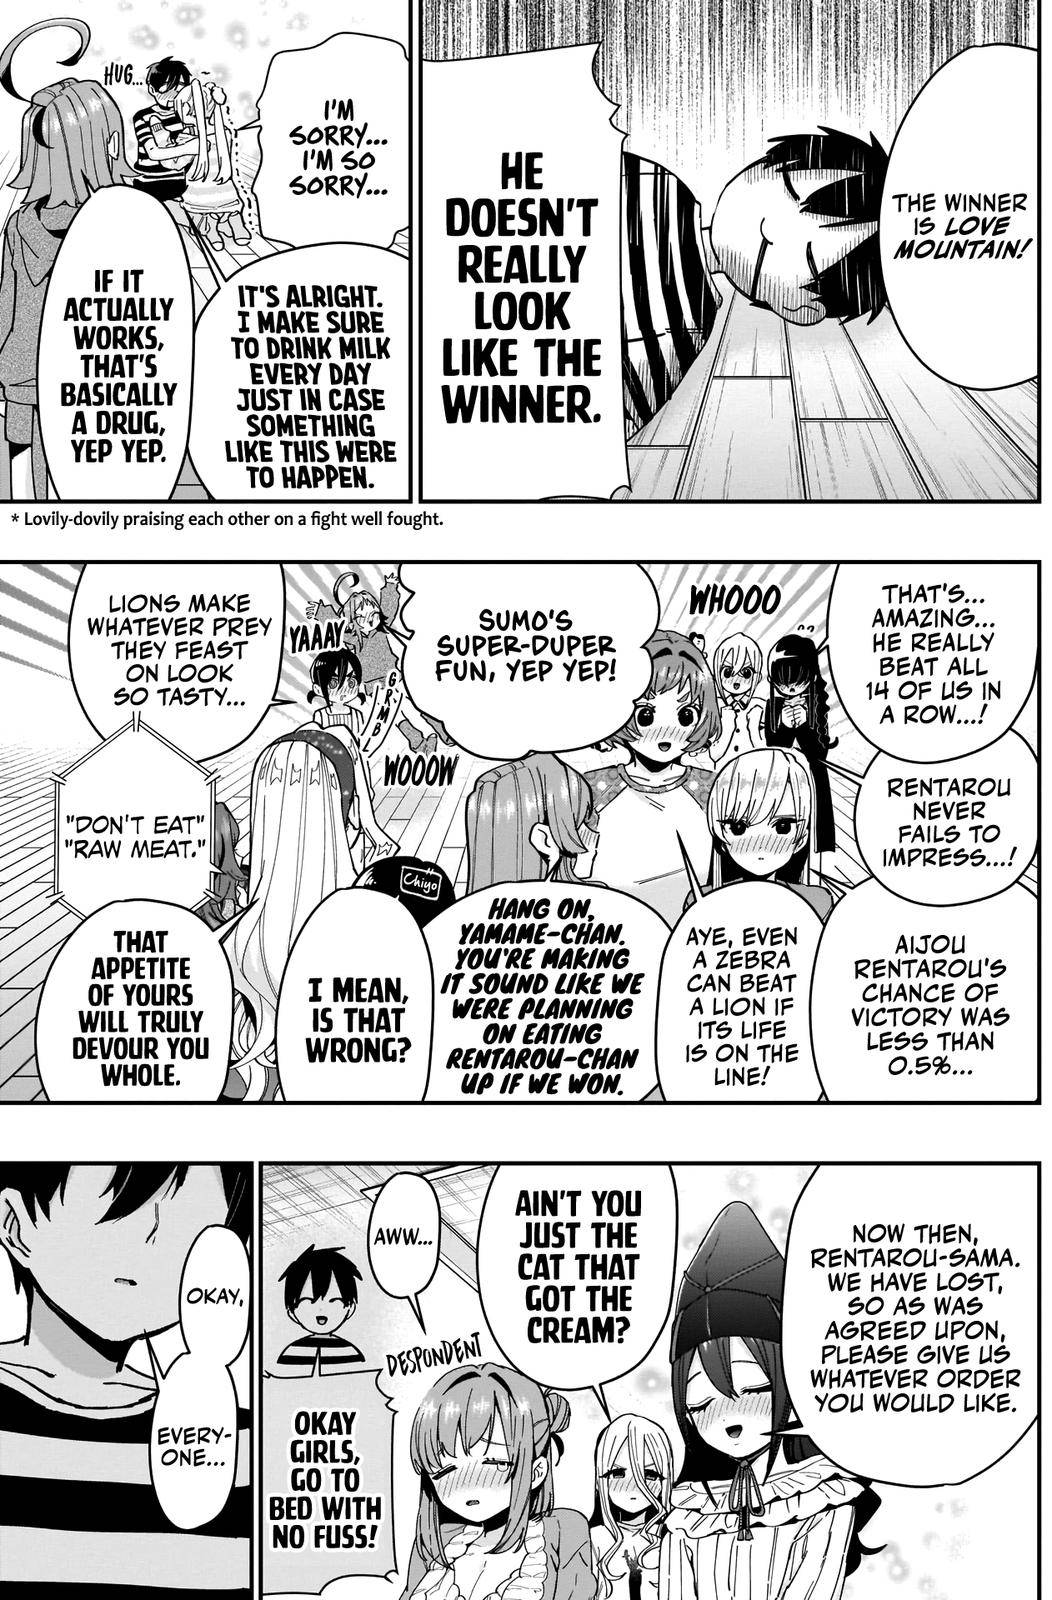 THE WINNER
IS LOVE
MOUNTAIN!
HE
DOESN'T
REALLY
LOOK
LIKE THE
WINNER.
HUG...
I'M
SORRY...
I'M SO
SORRY...
IT'S ALRIGHT.
I MAKE SURE
TO DRINK MILK
EVERY DAY
JUST IN CASE
SOMETHING
LIKE THIS WERE
TO HAPPEN.
IF IT
ACTUALLY
WORKS,
THAT'S
BASICALLY
A DRUG,
YEP YEP.
* Lovily-dovily praising each other on a fight well fought.
THAT'S...
AMAZING...
HE REALLY
BEAT ALL
14 OF US IN
A ROW...!
RENTAROU
NEVER
FAILS TO
IMPRESS...!
AIJOU
RENTAROU'S
CHANCE OF
VICTORY WAS
LESS THAN
0.5%...
WHOOO
SUMO'S
SUPER-DUPER
FUN, YEP YEP!
AYE, EVEN
A ZEBRA
CAN BEAT
A LION IF
ITS LIFE
IS ON THE
LINE!
HANG ON,
YAMAME-CHAN.
YOU'RE MAKING
IT SOUND LIKE WE
WERE PLANNING
ON EATING
RENTAROU-CHAN
UP IF WE WON.
YAAAY
GRMBL
WOOOW
Chiyo
I MEAN,
IS THAT
WRONG?
LIONS MAKE
WHATEVER PREY
THEY FEAST
ON LOOK
SO TASTY...
"DON'T EAT"
"RAW MEAT."
THAT
APPETITE
OF YOURS
WILL TRULY
DEVOUR YOU
WHOLE.
NOW THEN,
RENTAROU-SAMA.
WE HAVE LOST,
SO AS WAS
AGREED UPON,
PLEASE GIVE US
WHATEVER ORDER
YOU WOULD LIKE.
AIN'T YOU
JUST THE
CAT THAT
GOT THE
CREAM?
AWW...
DESPONDENT
OKAY
GIRLS,
GO TO
BED WITH
NO FUSS!
OKAY,
EVERY-
ONE...